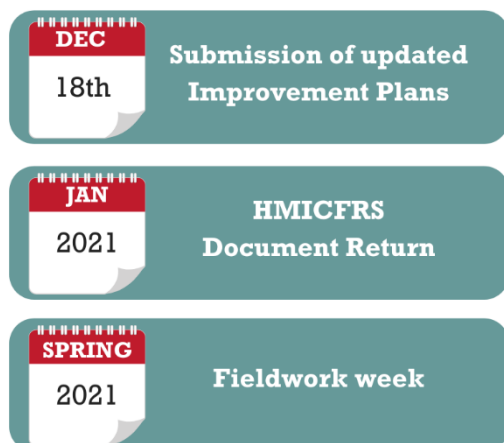 DEC
18th
Submission of updated
Improvement Plans
JAN
2021
HMICFRS
Document Return
SPRING
2021
Fieldwork week